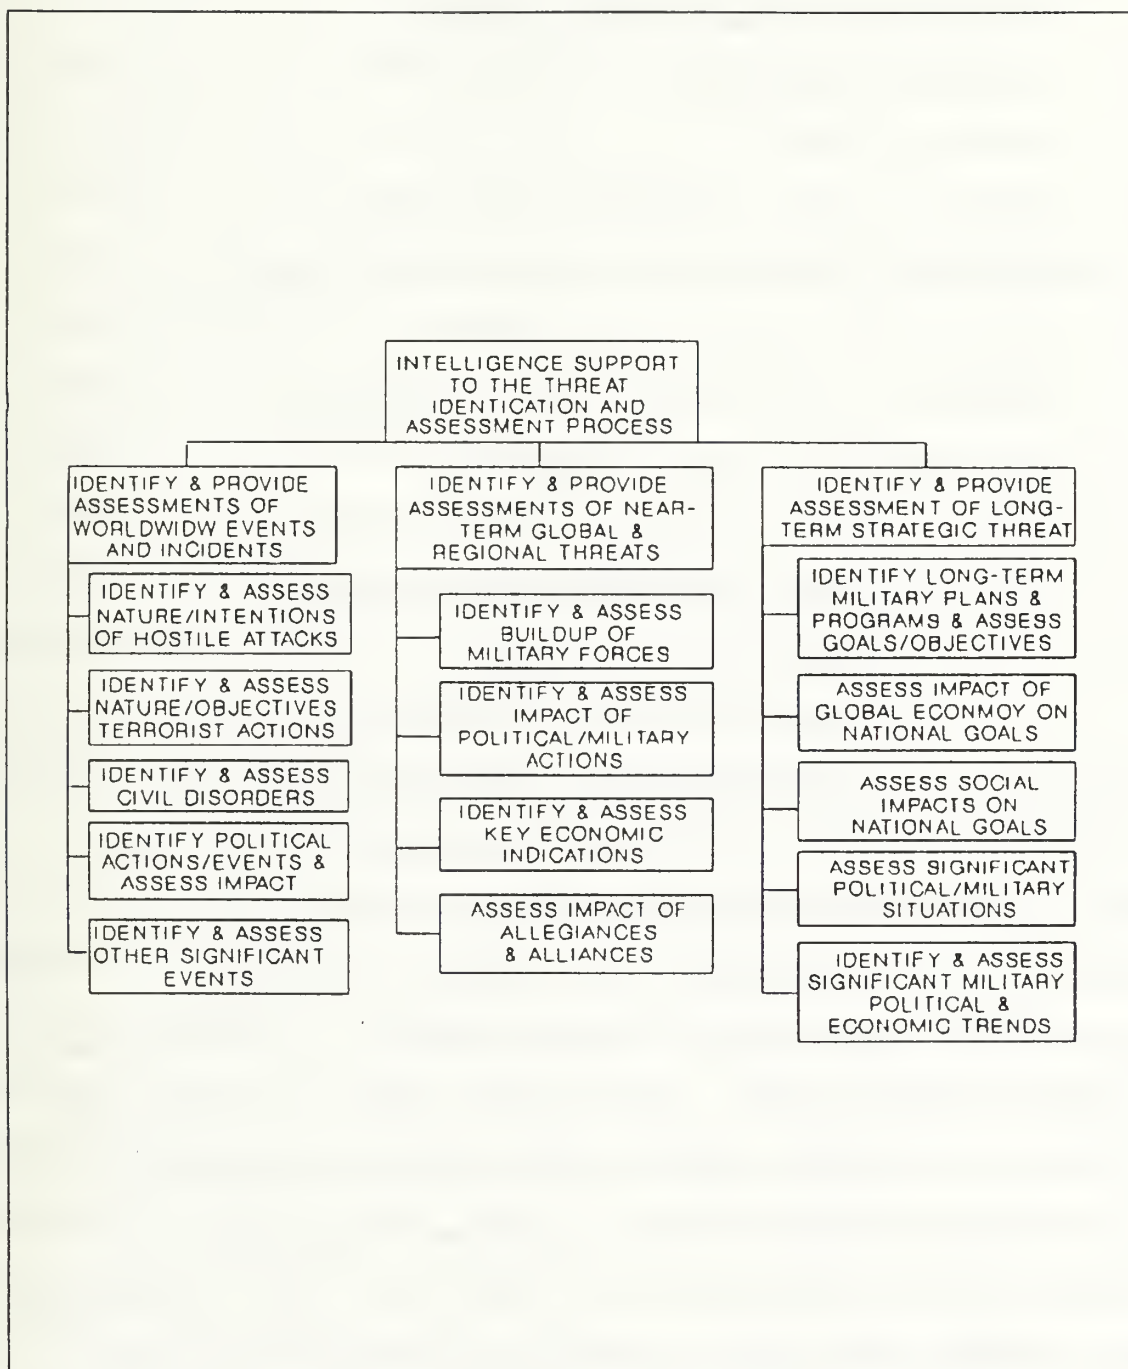 INTELLIGENCE SUPPORT
TO THE THREAT
IDENTICATION AND
ASSESSMENT PROCESS
IDENTIFY & PROVIDE
ASSESSMENTS OF
WORLDWIDW EVENTS
AND INCIDENTS
IDENTIFY & ASSESS
NATURE/INTENTIONS
OF HOSTILE ATTACKS
IDENTIFY & ASSESS
NATURE/OBJECTIVES
TERRORIST ACTIONS
IDENTIFY & ASSESS
CIVIL DISORDERS
IDENTIFY POLITICAL
ACTIONS/EVENTS &
ASSESS IMPACT
IDENTIFY & ASSESS
OTHER SIGNIFICANT
EVENTS
IDENTIFY & PROVIDE
ASSESSMENTS OF NEAR-
TERM GLOBAL &
REGIONAL THREATS
IDENTIFY & ASSESS
BUILDUP OF
MILITARY FORCES
IDENTIFY & ASSESS
IMPACT OF
POLITICAL/MILITARY
ACTIONS
IDENTIFY & ASSESS
KEY ECONOMIC
INDICATIONS
ASSESS IMPACT OF
ALLEGIANCES
& ALLIANCES
IDENTIFY & PROVIDE
ASSESSMENT OF LONG-
TERM STRATEGIC THREAT
IDENTIFY LONG-TERM
MILITARY PLANS &
PROGRAMS & ASSESS
GOALS/OBJECTIVES
ASSESS IMPACT OF
GLOBAL ECONMOY ON
NATIONAL GOALS
ASSESS SOCIAL
IMPACTS ON
NATIONAL GOALS
ASSESS SIGNIFICANT
POLITICAL/MILITARY
SITUATIONS
IDENTIFY & ASSESS
SIGNIFICANT MILITARY
POLITICAL &
ECONOMIC TRENDS